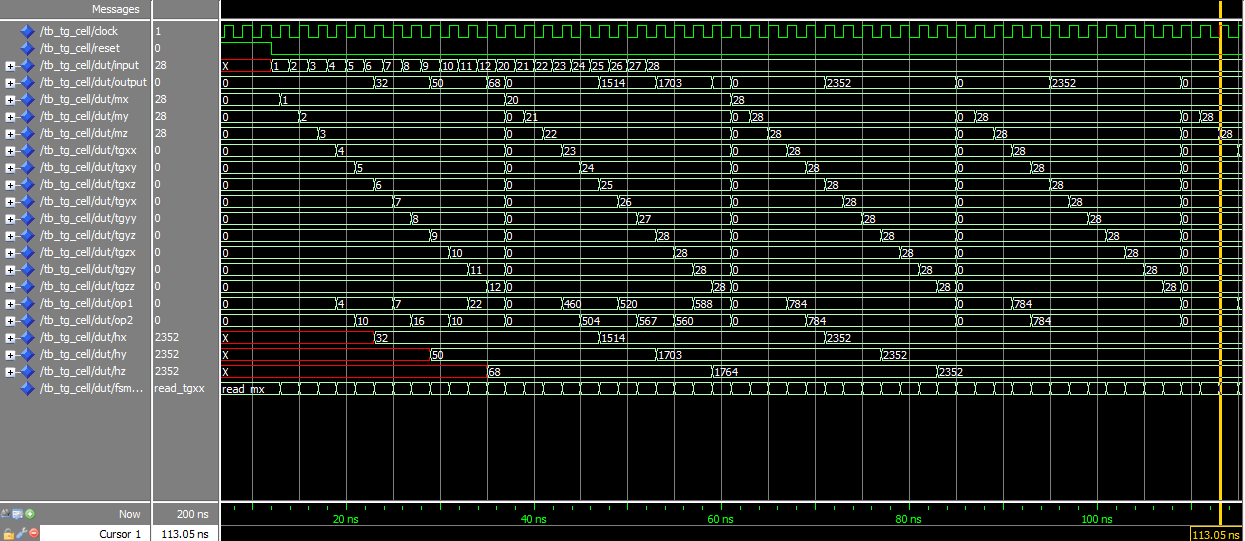 Messages
/tb_tg_cell/clock 1
/tb_tg_cell/reset 0
/tb_tg_cell/dut/input 28 X 1 2 3 4 5 6 7 8 9 10 11 12 20 21 22 23 24 25 26 27 28
/tb_tg_cell/dut/output 0 0 32 50 68 0 1514 1703 0 2352 0 2352 0
/tb_tg_cell/dut/mx 28 0 1 20 28
/tb_tg_cell/dut/my 28 0 2 0 21 0 28 0 28 0 28
/tb_tg_cell/dut/mz 28 0 3 0 22 0 28 0 28 0 28
/tb_tg_cell/dut/tgxx 0 0 4 0 23 0 28 0 28 0
/tb_tg_cell/dut/tgxy 0 0 5 0 24 0 28 0 28 0
/tb_tg_cell/dut/tgxz 0 0 6 0 25 0 28 0 28 0
/tb_tg_cell/dut/tgyx 0 0 7 0 26 0 28 0 28 0
/tb_tg_cell/dut/tgyy 0 0 8 0 27 0 28 0 28 0
/tb_tg_cell/dut/tgyz 0 0 9 0 28 0 28 0 28 0
/tb_tg_cell/dut/tgzx 0 0 10 0 28 0 28 0 28 0
/tb_tg_cell/dut/tgzy 0 0 11 0 28 0 28 0 28 0
/tb_tg_cell/dut/tgzz 0 0 12 0 28 0 28 0 28 0
/tb_tg_cell/dut/op1 0 0 4 7 22 0 460 520 588 0 784 0 784 0
/tb_tg_cell/dut/op2 0 0 10 16 10 0 504 567 560 0 784 0 784 0
/tb_tg_cell/dut/hx 2352 X 32 1514 2352
/tb_tg_cell/dut/hy 2352 X 50 1703 2352
/tb_tg_cell/dut/hz 2352 X 68 1764 2352
/tb_tg_cell/dut/fsm... read_tgxx read_mx
Now 200 ns 20 ns 40 ns 60 ns 80 ns 100 ns
Cursor 1 113.05 ns 113.05 ns